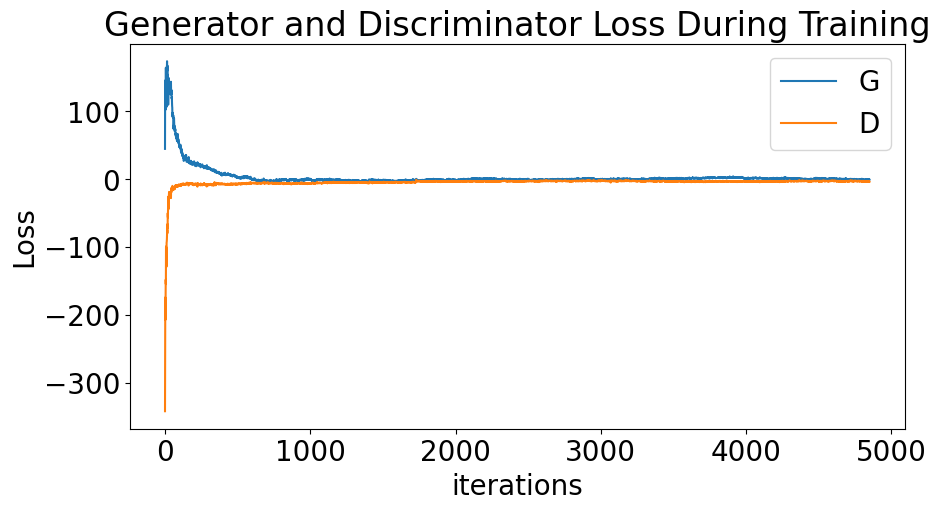 Generator and Discriminator Loss During Training
G
D
100
0
−100
−200
−300
Loss
0 1000 2000 3000 4000 5000
iterations